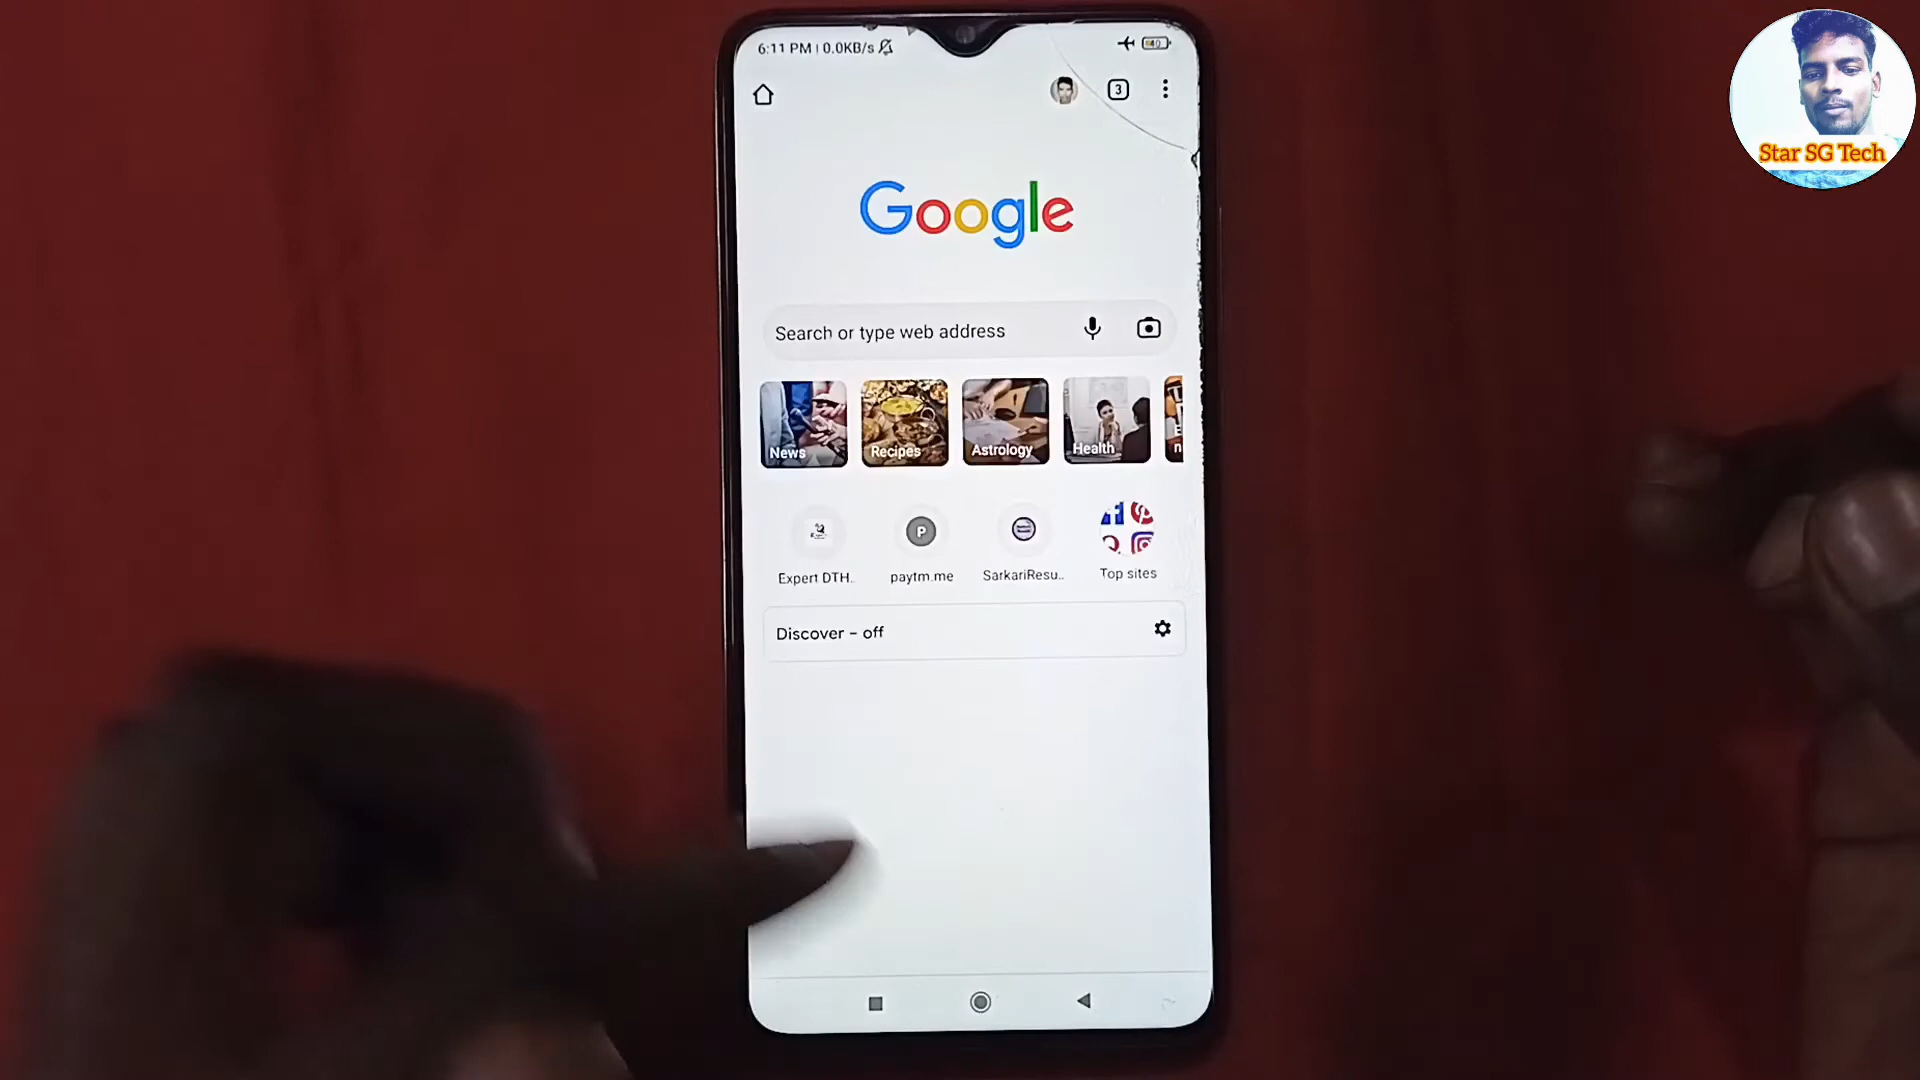 6:11 PM | 0.0KB/s
40
3
Star SG Tech
Google
Search or type web address
News
Recipes
Astrology
Health
n
Expert DTH..
paytm.me
SarkariResu..
Top sites
Discover – off